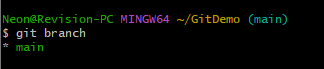 Neon@Revision-PC MINGW64 ~/GitDemo (main)
$ git branch
* main